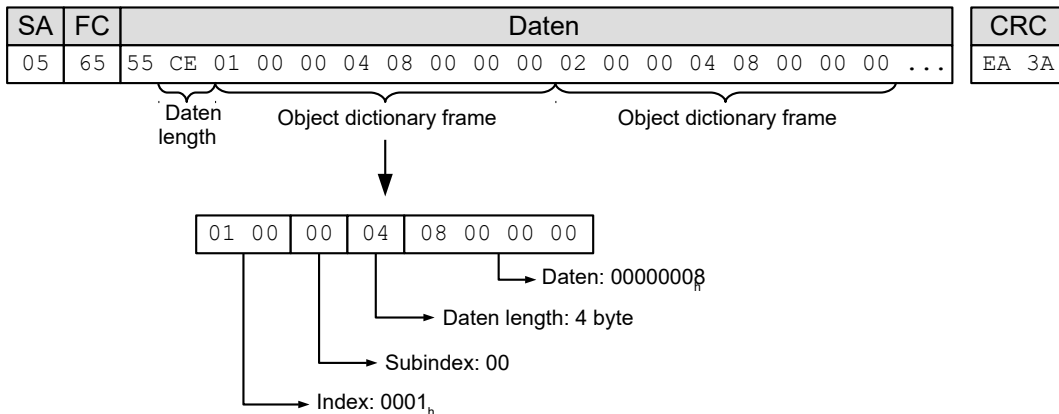 SA FC Daten CRC
05 65 55 CE 01 00 00 04 08 00 00 00 02 00 00 04 08 00 00 00 ... EA 3A
Daten length
Object dictionary frame
Object dictionary frame
01 00 00 04 08 00 00 00
Daten: 00000008h
Daten length: 4 byte
Subindex: 00
Index: 0001h